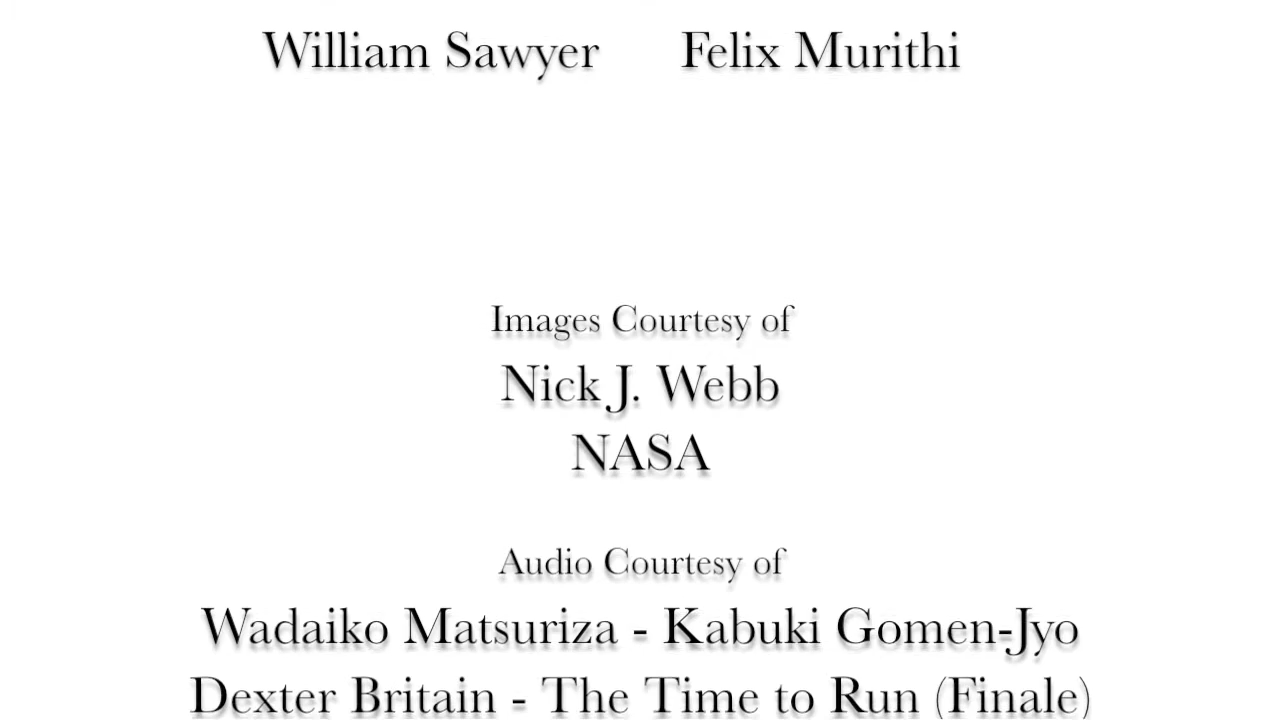 William Sawyer Felix Murithi
Images Courtesy of
Nick J. Webb
NASA
Audio Courtesy of
Wadaiko Matsuriza - Kabuki Gomen-Jyo
Dexter Britain - The Time to Run (Finale)